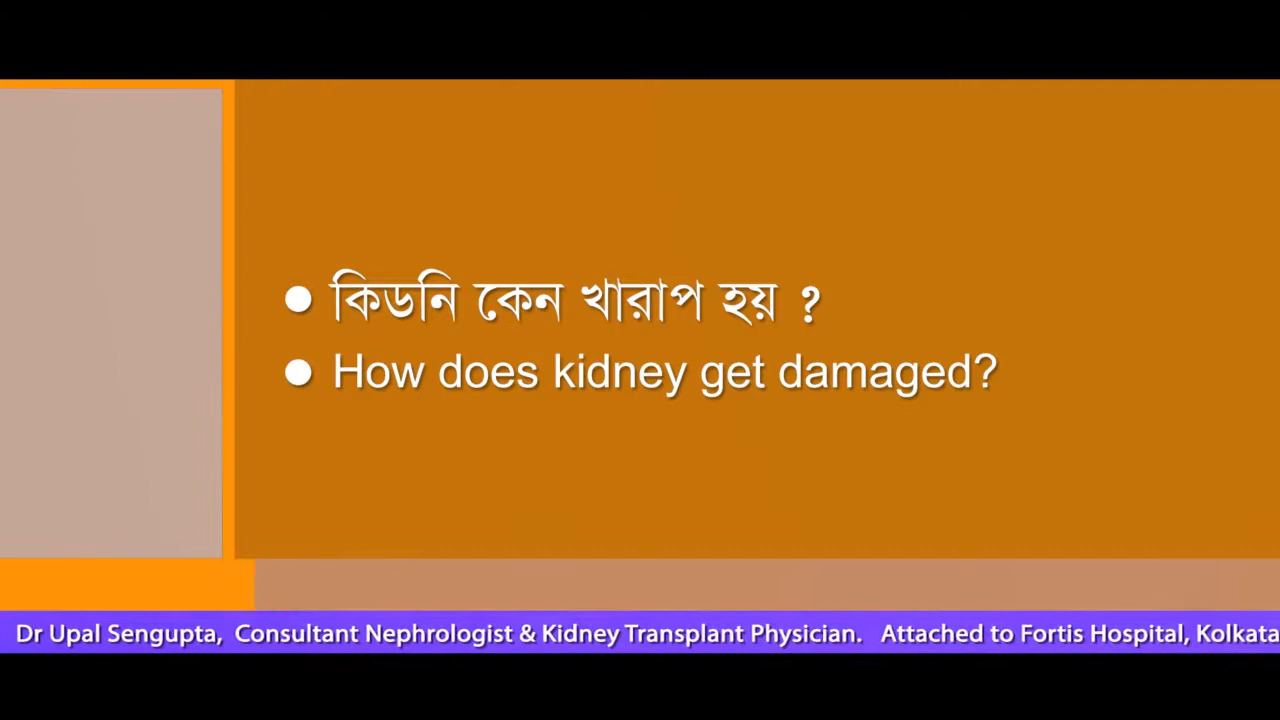 ● কিডনি কেন খারাপ হয় ?
● How does kidney get damaged?
Dr Upal Sengupta, Consultant Nephrologist & Kidney Transplant Physician. Attached to Fortis Hospital, Kolkata